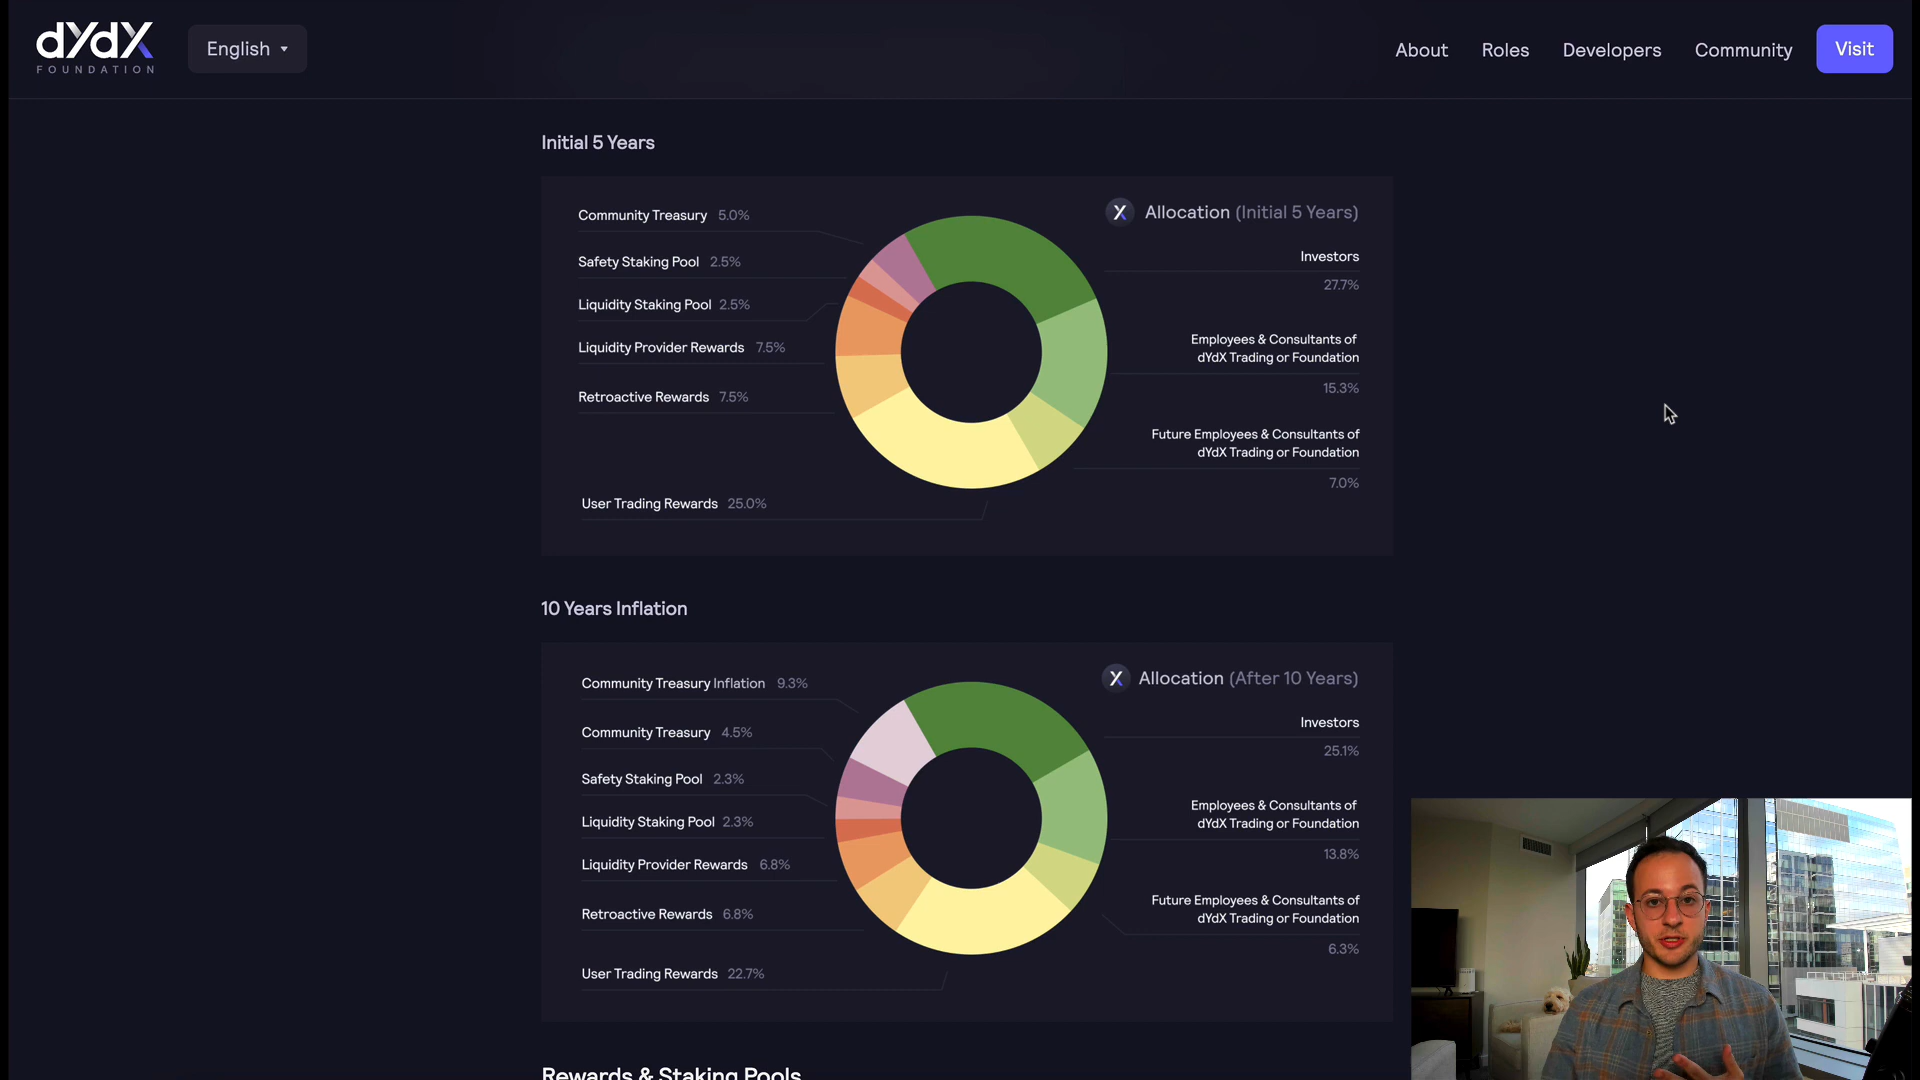 dYdX
FOUNDATION
English
About
Roles
Developers
Community
Visit
Initial 5 Years
Allocation (Initial 5 Years)
Community Treasury 5.0%
Safety Staking Pool 2.5%
Liquidity Staking Pool 2.5%
Liquidity Provider Rewards 7.5%
Retroactive Rewards 7.5%
User Trading Rewards 25.0%
Investors
27.7%
Employees & Consultants of
dYdX Trading or Foundation
15.3%
Future Employees & Consultants of
dYdX Trading or Foundation
7.0%
10 Years Inflation
Allocation (After 10 Years)
Community Treasury Inflation 9.3%
Community Treasury 4.5%
Safety Staking Pool 2.3%
Liquidity Staking Pool 2.3%
Liquidity Provider Rewards 6.8%
Retroactive Rewards 6.8%
User Trading Rewards 22.7%
Investors
25.1%
Employees & Consultants of
dYdX Trading or Foundation
13.8%
Future Employees & Consultants of
dYdX Trading or Foundation
6.3%
Rewards & Staking Pools